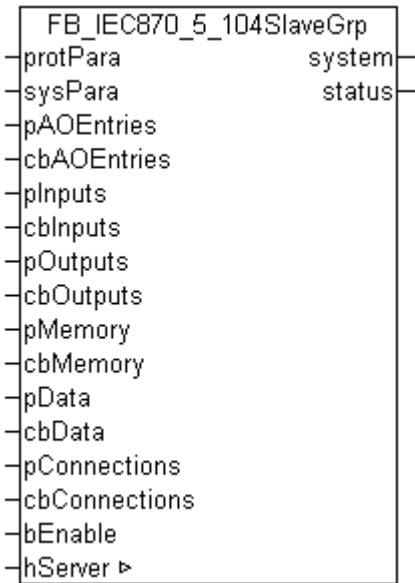 FB_IEC870_5_104SlaveGrp
protPara system
sysPara status
pAOEntries
cbAOEntries
pInputs
cbInputs
pOutputs
cbOutputs
pMemory
cbMemory
pData
cbData
pConnections
cbConnections
bEnable
hServer ▷